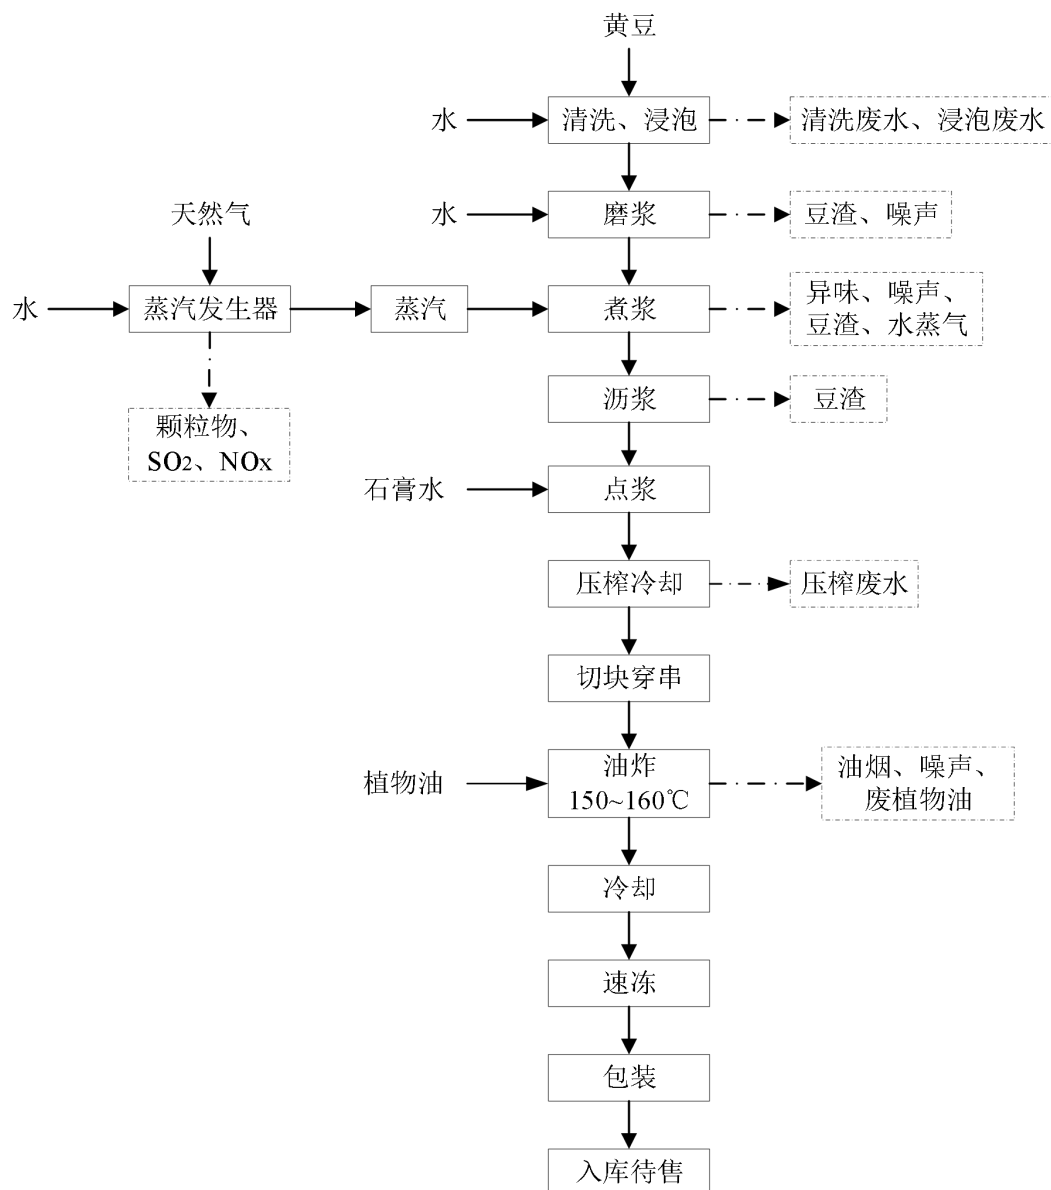 黄豆
水
清洗、浸泡
清洗废水、浸泡废水
天然气
水
磨浆
豆渣、噪声
水
蒸汽发生器
蒸汽
煮浆
异味、噪声、
豆渣、水蒸气
沥浆
豆渣
颗粒物、
SO2、NOx
石膏水
点浆
压榨冷却
压榨废水
切块穿串
植物油
油炸
150~160℃
油烟、噪声、
废植物油
冷却
速冻
包装
入库待售